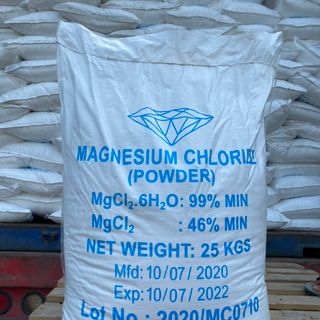 MAGNESIUM CHLORIDE
(POWDER)
MgCl₂.6H₂O: 99% MIN
MgCl₂ : 46% MIN
NET WEIGHT: 25 KGS
Mfd: 10/07/2020
Exp: 10/07/2022
Lot No : 2020/MC0710